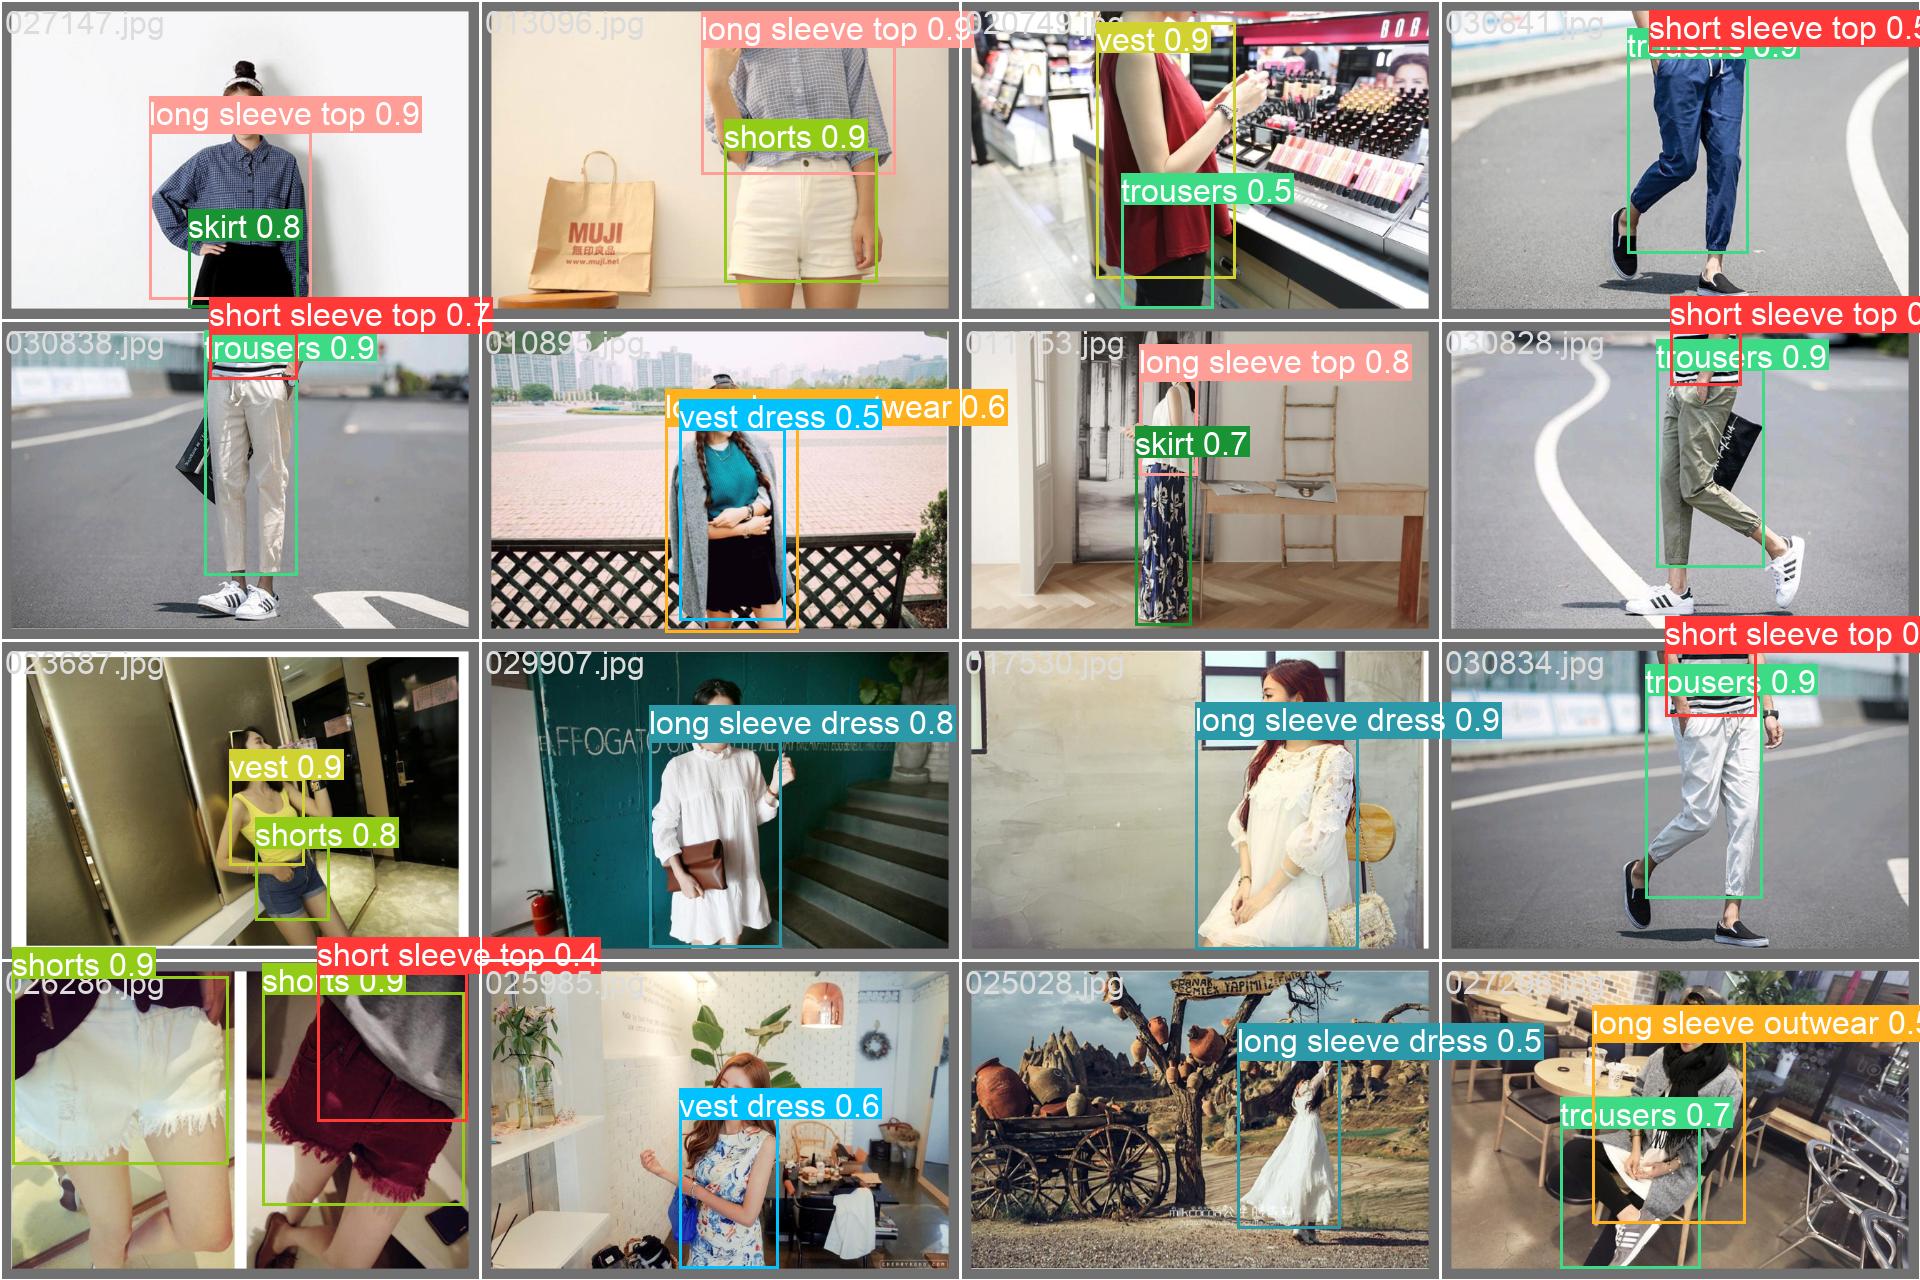 027147.jpg
long sleeve top 0.9
skirt 0.8
013096.jpg
long sleeve top 0.9
shorts 0.9
MUJI
無印良品
www.muji.net
020749.jpg
BOB
vest 0.9
trousers 0.5
030841.jpg
short sleeve top 0.5
trousers 0.9
030838.jpg
short sleeve top 0.7
trousers 0.9
010895.jpg
wear 0.6
vest dress 0.5
011753.jpg
long sleeve top 0.8
skirt 0.7
030828.jpg
short sleeve top 0
trousers 0.9
023687.jpg
vest 0.9
shorts 0.8
029907.jpg
FFOGATO
long sleeve dress 0.8
017530.jpg
long sleeve dress 0.9
030834.jpg
short sleeve top 0
trousers 0.9
026286.jpg
shorts 0.9
short sleeve top 0.4
shorts 0.9
025985.jpg
vest dress 0.6
025028.jpg
long sleeve dress 0.5
long sleeve outwear 0.5
trousers 0.7